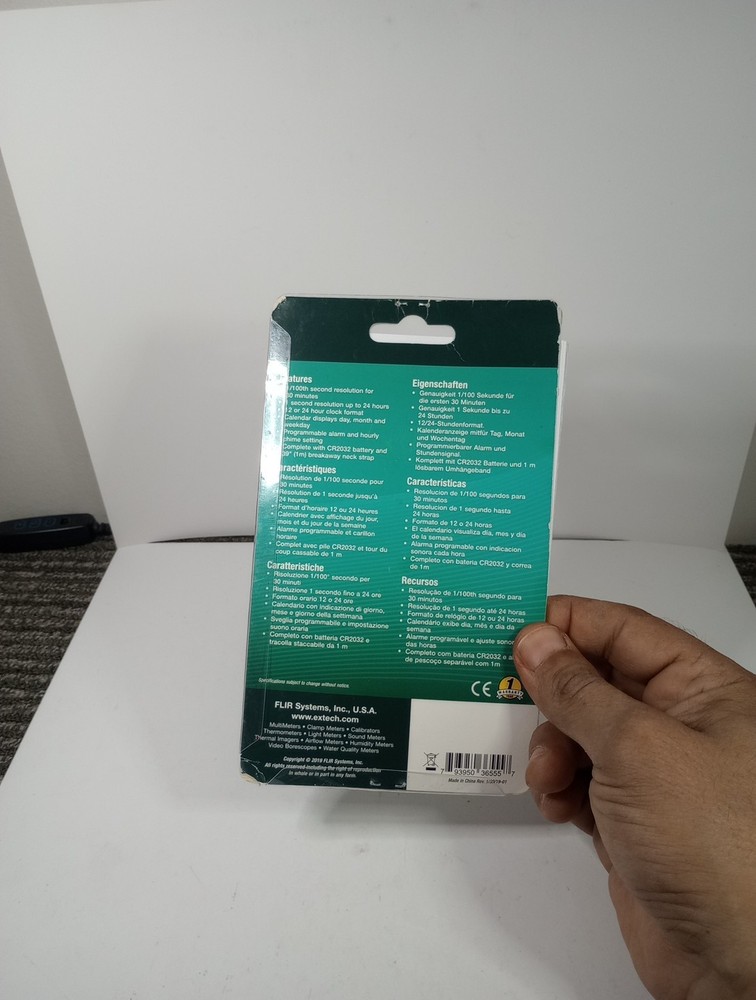 atures
1/100th second resolution for
30 minutes
second resolution up to 24 hours
12 or 24 hour clock format
Calendar displays day, month and
weekday
Programmable alarm and hourly
chime setting
Complete with CR2032 battery and
39" (1m) breakaway neck strap
aractéristiques
Résolution de 1/100 seconde pour
30 minutes
Résolution de 1 seconde jusqu'à
24 heures
• Format d'horaire 12 ou 24 heures
• Calendrier avec affichage du jour,
mois et du jour de la semaine
• Alarme programmable et carillon
horaire
• Complet avec pile CR2032 et tour du
coup cassable de 1 m
Caratteristiche
• Risoluzione 1/100° secondo per
30 minuti
• Risoluzione 1 secondo fino a 24 ore
• Formato orario 12 o 24 ore
• Calendario con indicazione di giorno,
mese e giorno della settimana
• Sveglia programmabile e impostazione
suono oraria
• Completo con batteria CR2032 e
tracolla staccabile da 1 m
Eigenschaften
• Genauigkeit 1/100 Sekunde für
die ersten 30 Minuten
• Genauigkeit 1 Sekunde bis zu
24 Stunden
• 12/24-Stundenformat.
• Kalenderanzeige mitfür Tag, Monat
und Wochentag
• Programmierbarer Alarm und
Stundensignal.
• Komplett mit CR2032 Batterie und 1 m
lösbarem Umhängeband
Características
• Resolucion de 1/100 segundos para
30 minutos
• Resolucion de 1 segundo hasta
24 horas
• Formato de 12 o 24 horas
• El calendario visualiza dia, mes y dia
de la semana
• Alarma programable con indicacion
sonora cada hora
• Completo con bateria CR2032 y correa
de 1m
Recursos
• Resolução de 1/100th segundo para
30 minutos
• Resolução de 1 segundo até 24 horas
• Formato de relógio de 12 ou 24 horas
• Calendário exibe dia, mês e dia da
semana
• Alarme programável e ajuste sonor
das horas
• Completo com bateria CR2032 e al
de pescoço separável com 1m
Specifications subject to change without notice.
CE
1
WARRANTY
FLIR Systems, Inc., U.S.A.
www.extech.com
MultiMeters • Clamp Meters • Calibrators
Thermometers • Light Meters • Sound Meters
Thermal Imagers • Airflow Meters • Humidity Meters
Video Borescopes • Water Quality Meters
Copyright © 2019 FLIR Systems, Inc.
All rights reserved including the right of reproduction
in whole or in part in any form.
7 93950 36555 7
Made in China Rev. 1/23/19-01